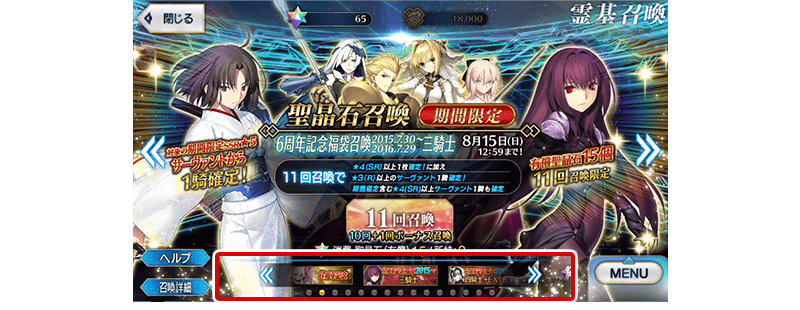 閉じる
65
18,000
霊基召喚
聖晶石召喚
期間限定
6周年記念福袋召喚
2015.7.30~
2016.7.29
三騎士
8月15日(日)
12:59まで!
対象の期間限定SSR★5
サーヴァントから
1騎確定!
11回召喚で
★4(SR)以上1枚確定!に加え
★3(R)以上のサーヴァント1騎確定!
期間限定含む★4(SR)以上サーヴァント1騎も確定
有償聖晶石15個
11回召喚限定
11回召喚
10回+1回ボーナス召喚
ヘルプ
召喚詳細
2015~
三騎士
MENU